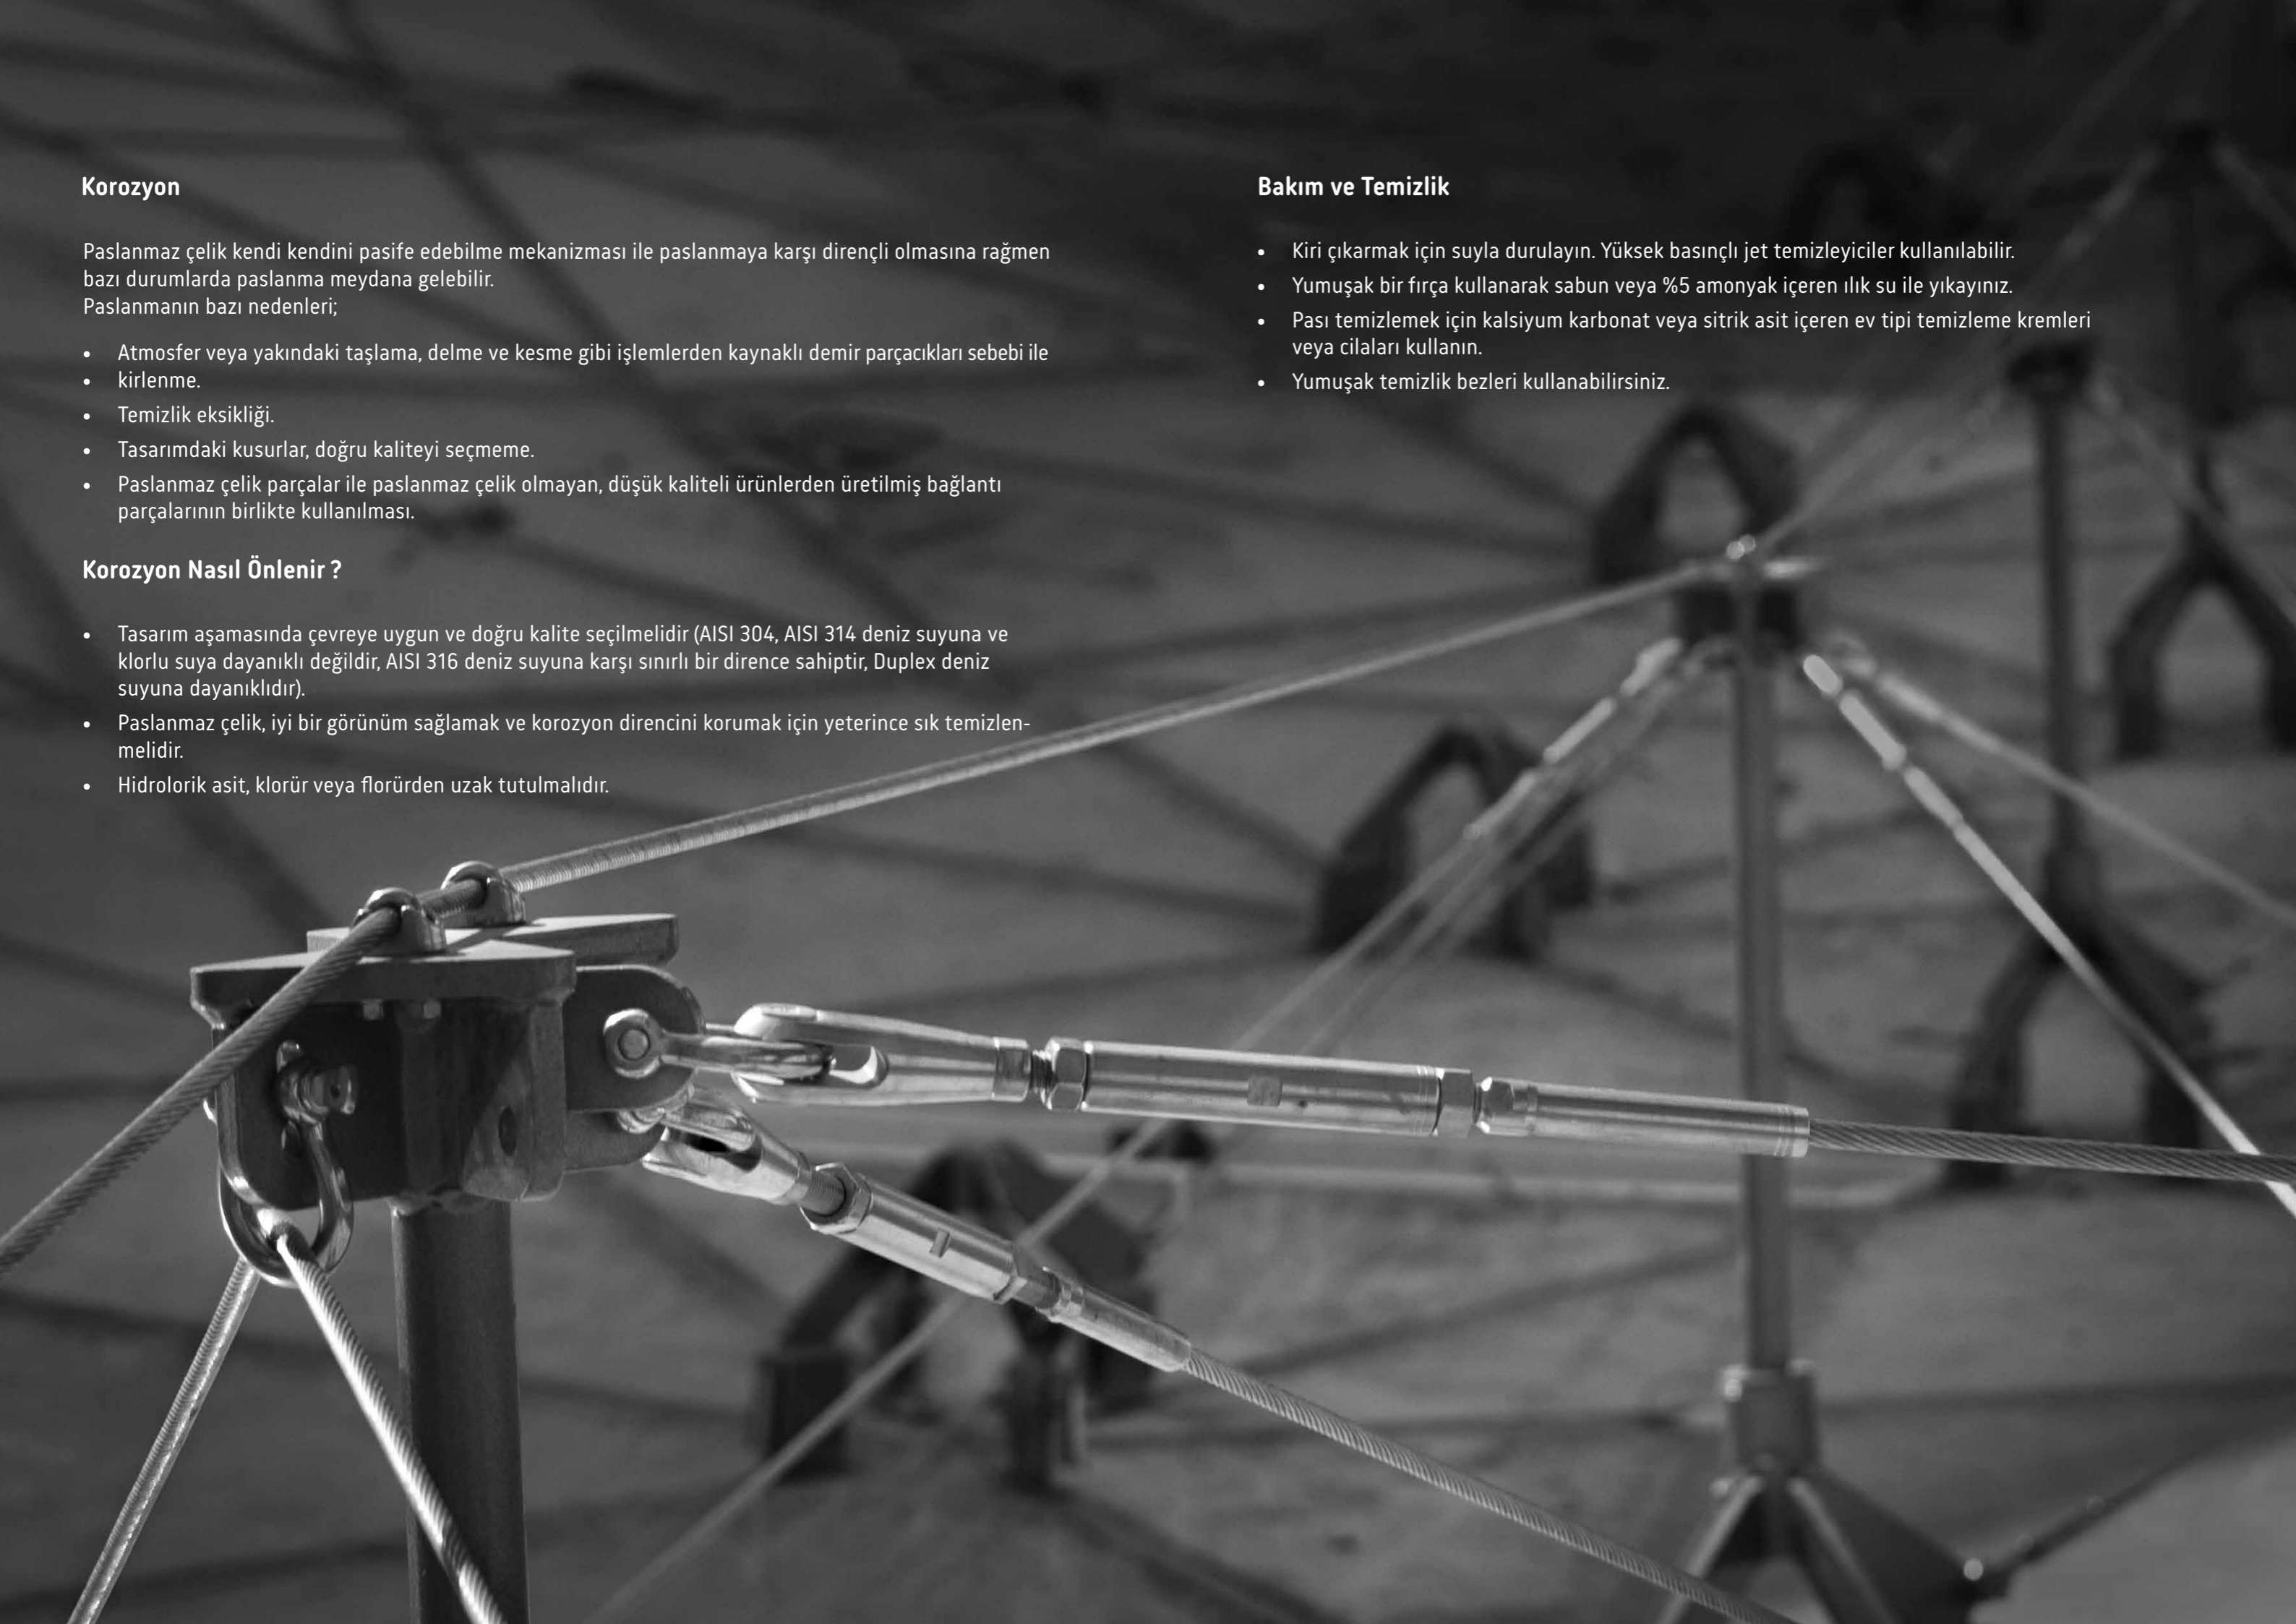 Korozyon
Paslanmaz çelik kendi kendini pasife edebilme mekanizması ile paslanmaya karşı dirençli olmasına rağmen
bazı durumlarda paslanma meydana gelebilir.
Paslanmanın bazı nedenleri;
• Atmosfer veya yakındaki taşlama, delme ve kesme gibi işlemlerden kaynaklı demir parçacıkları sebebi ile
• kirlenme.
• Temizlik eksikliği.
• Tasarımdaki kusurlar, doğru kaliteyi seçmeme.
• Paslanmaz çelik parçalar ile paslanmaz çelik olmayan, düşük kaliteli ürünlerden üretilmiş bağlantı
parçalarının birlikte kullanılması.
Korozyon Nasıl Önlenir ?
• Tasarım aşamasında çevreye uygun ve doğru kalite seçilmelidir (AISI 304, AISI 314 deniz suyuna ve
klorlu suya dayanıklı değildir, AISI 316 deniz suyuna karşı sınırlı bir dirence sahiptir, Duplex deniz
suyuna dayanıklıdır).
• Paslanmaz çelik, iyi bir görünüm sağlamak ve korozyon direncini korumak için yeterince sık temizlen-
melidir.
• Hidrolorik asit, klorür veya florürden uzak tutulmalıdır.
Bakım ve Temizlik
• Kiri çıkarmak için suyla durulayın. Yüksek basınçlı jet temizleyiciler kullanılabilir.
• Yumuşak bir fırça kullanarak sabun veya %5 amonyak içeren ılık su ile yıkayınız.
• Pası temizlemek için kalsiyum karbonat veya sitrik asit içeren ev tipi temizleme kremleri
veya cilaları kullanın.
• Yumuşak temizlik bezleri kullanabilirsiniz.